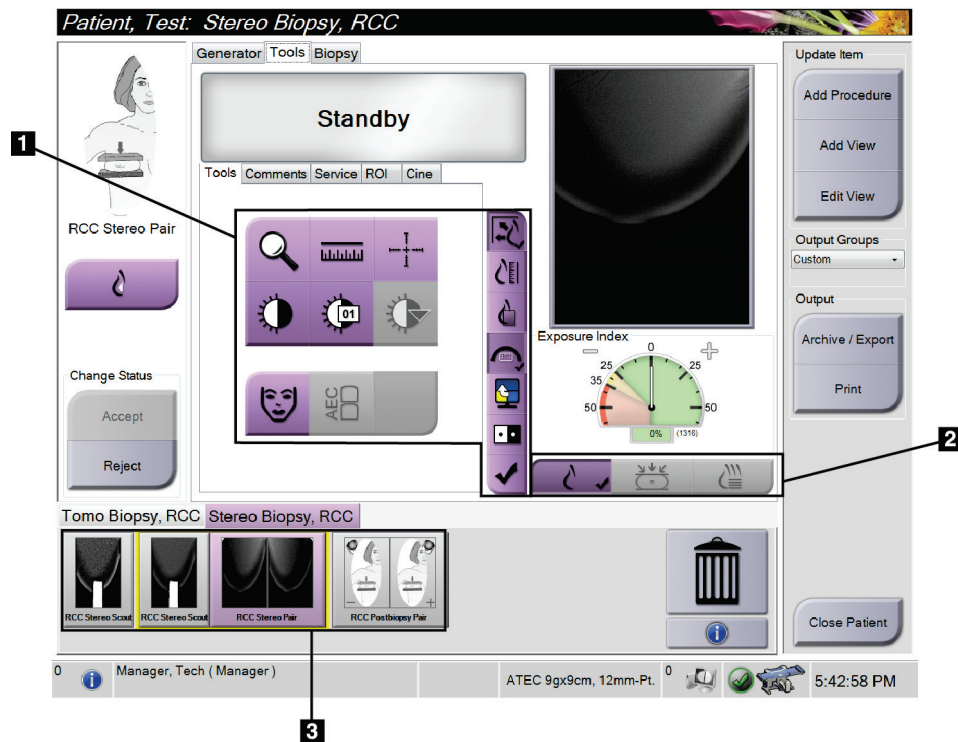 Patient, Test: Stereo Biopsy, RCC
Generator Tools Biopsy
Update Item
Add Procedure
Add View
Edit View
Standby
1
Tools Comments Service ROI Cine
RCC Stereo Pair
01
AEC
Output Groups
Custom
Output
Archive / Export
Print
Exposure Index
0
25 25
35
50 50
0% (1316)
Change Status
Accept
Reject
2
Tomo Biopsy, RCC Stereo Biopsy, RCC
RCC Stereo Scout RCC Stereo Scout RCC Stereo Pair RCC Postbiopsy Pair
Close Patient
0 Manager, Tech ( Manager ) ATEC 9gx9cm, 12mm-Pt. 0 5:42:58 PM
3